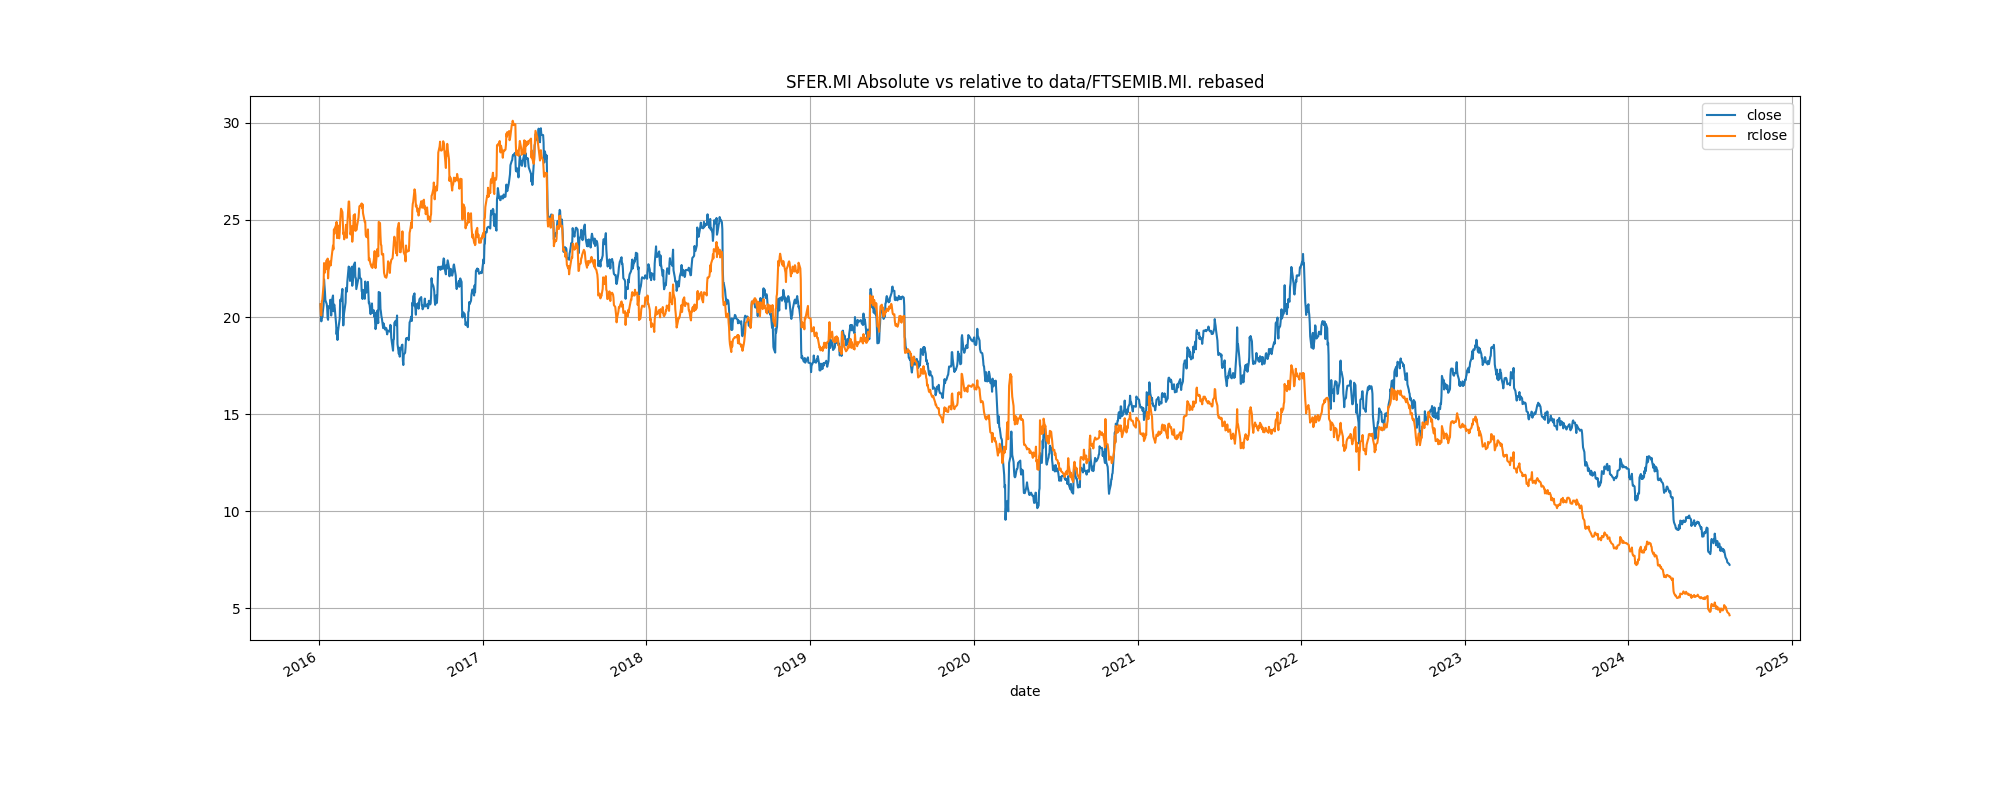 SFER.MI Absolute vs relative to data/FTSEMIB.MI. rebased
close
rclose
30
25
20
15
10
5
2016 2017 2018 2019 2020 2021 2022 2023 2024 2025
date